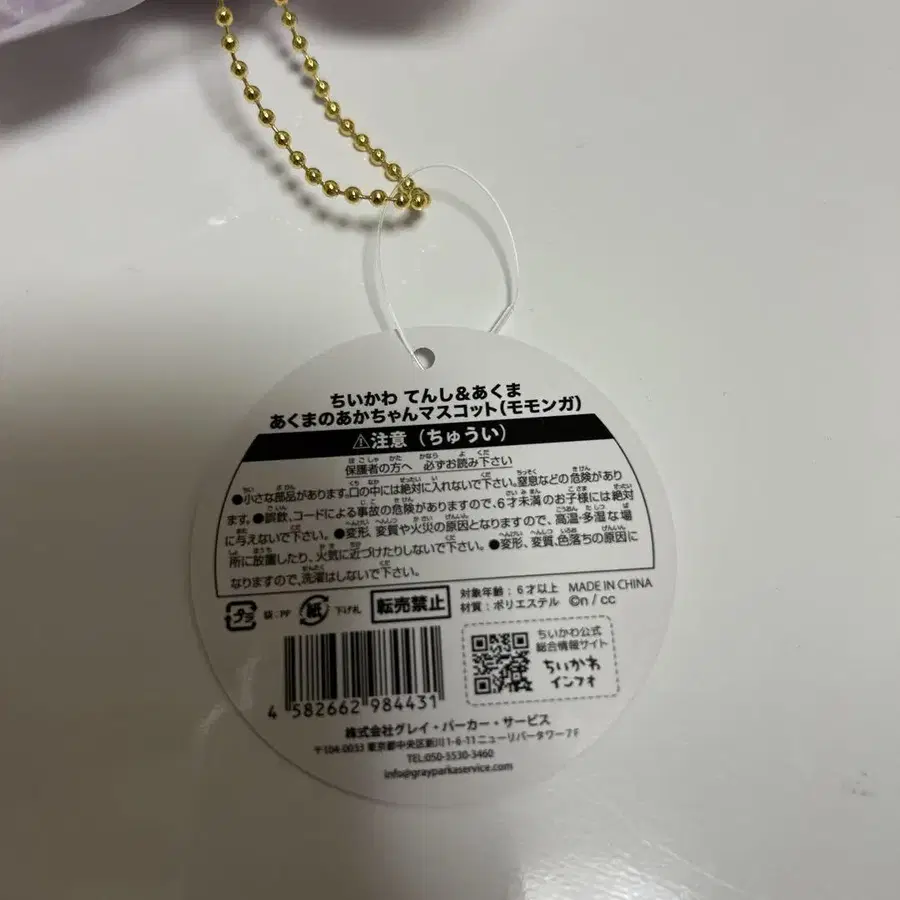 ちいかわ てんし&あくま
あくまのあかちゃんマスコット(モモンガ)
⚠注意(ちゅうい)
保護者の方へ 必ずお読み下さい
●小さな部品があります。口の中には絶対に入れないで下さい。窒息などの危険があり
ます。●誤飲、コードによる事故の危険がありますので、6才未満のお子様には絶対
に与えないで下さい。●変形、変質や火災の原因となりますので、高温・多湿な場
所に放置したり、火気に近づけたりしないで下さい。●変形、変質、色落ちの原因に
なりますので、洗濯はしないで下さい。
プラ 袋:PP 紙 下げ札 転売禁止
対象年齢:6才以上 MADE IN CHINA
材質:ポリエステル ©n / cc
ちいかわ公式
総合情報サイト
ちいかわ
インフォ
4 582662 984431
株式会社グレイ・パーカー・サービス
〒104-0033 東京都中央区新川1-6-11ニューリバータワー7F
TEL:050-5530-3460
info@grayparkaservice.com